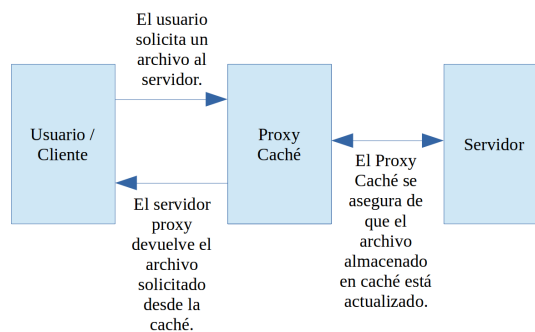 El usuario
solicita un
archivo al
servidor.
Usuario /
Cliente
Proxy
Caché
Servidor
El servidor
proxy
devuelve el
archivo
solicitado
desde la
caché.
El Proxy
Caché se
asegura de
que el
archivo
almacenado
en caché está
actualizado.